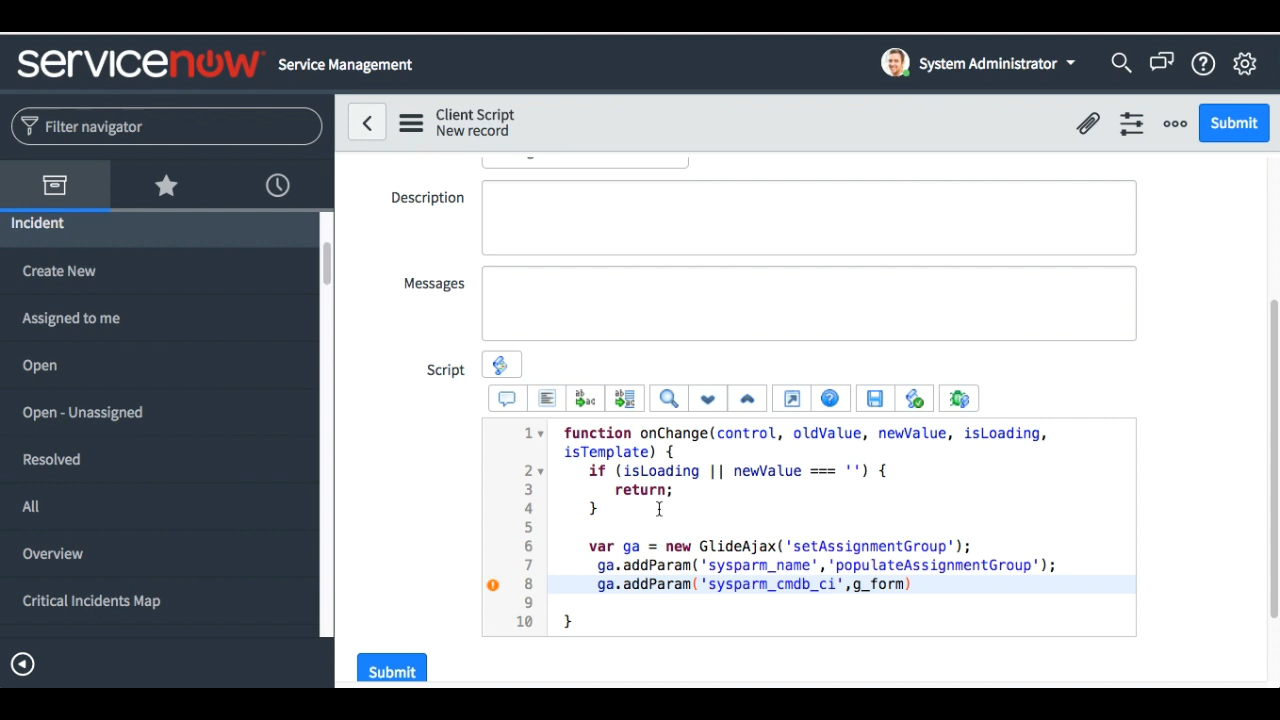 servicenow Service Management
System Administrator
Filter navigator
Incident
Create New
Assigned to me
Open
Open - Unassigned
Resolved
All
Overview
Critical Incidents Map
Client Script
New record
Submit
Description
Messages
Script
1 function onChange(control, oldValue, newValue, isLoading,
isTemplate) {
2 if (isLoading || newValue === '') {
3 return;
4 }
5
6 var ga = new GlideAjax('setAssignmentGroup');
7 ga.addParam('sysparm_name','populateAssignmentGroup');
8 ga.addParam('sysparm_cmdb_ci',g_form)
9
10 }
Submit